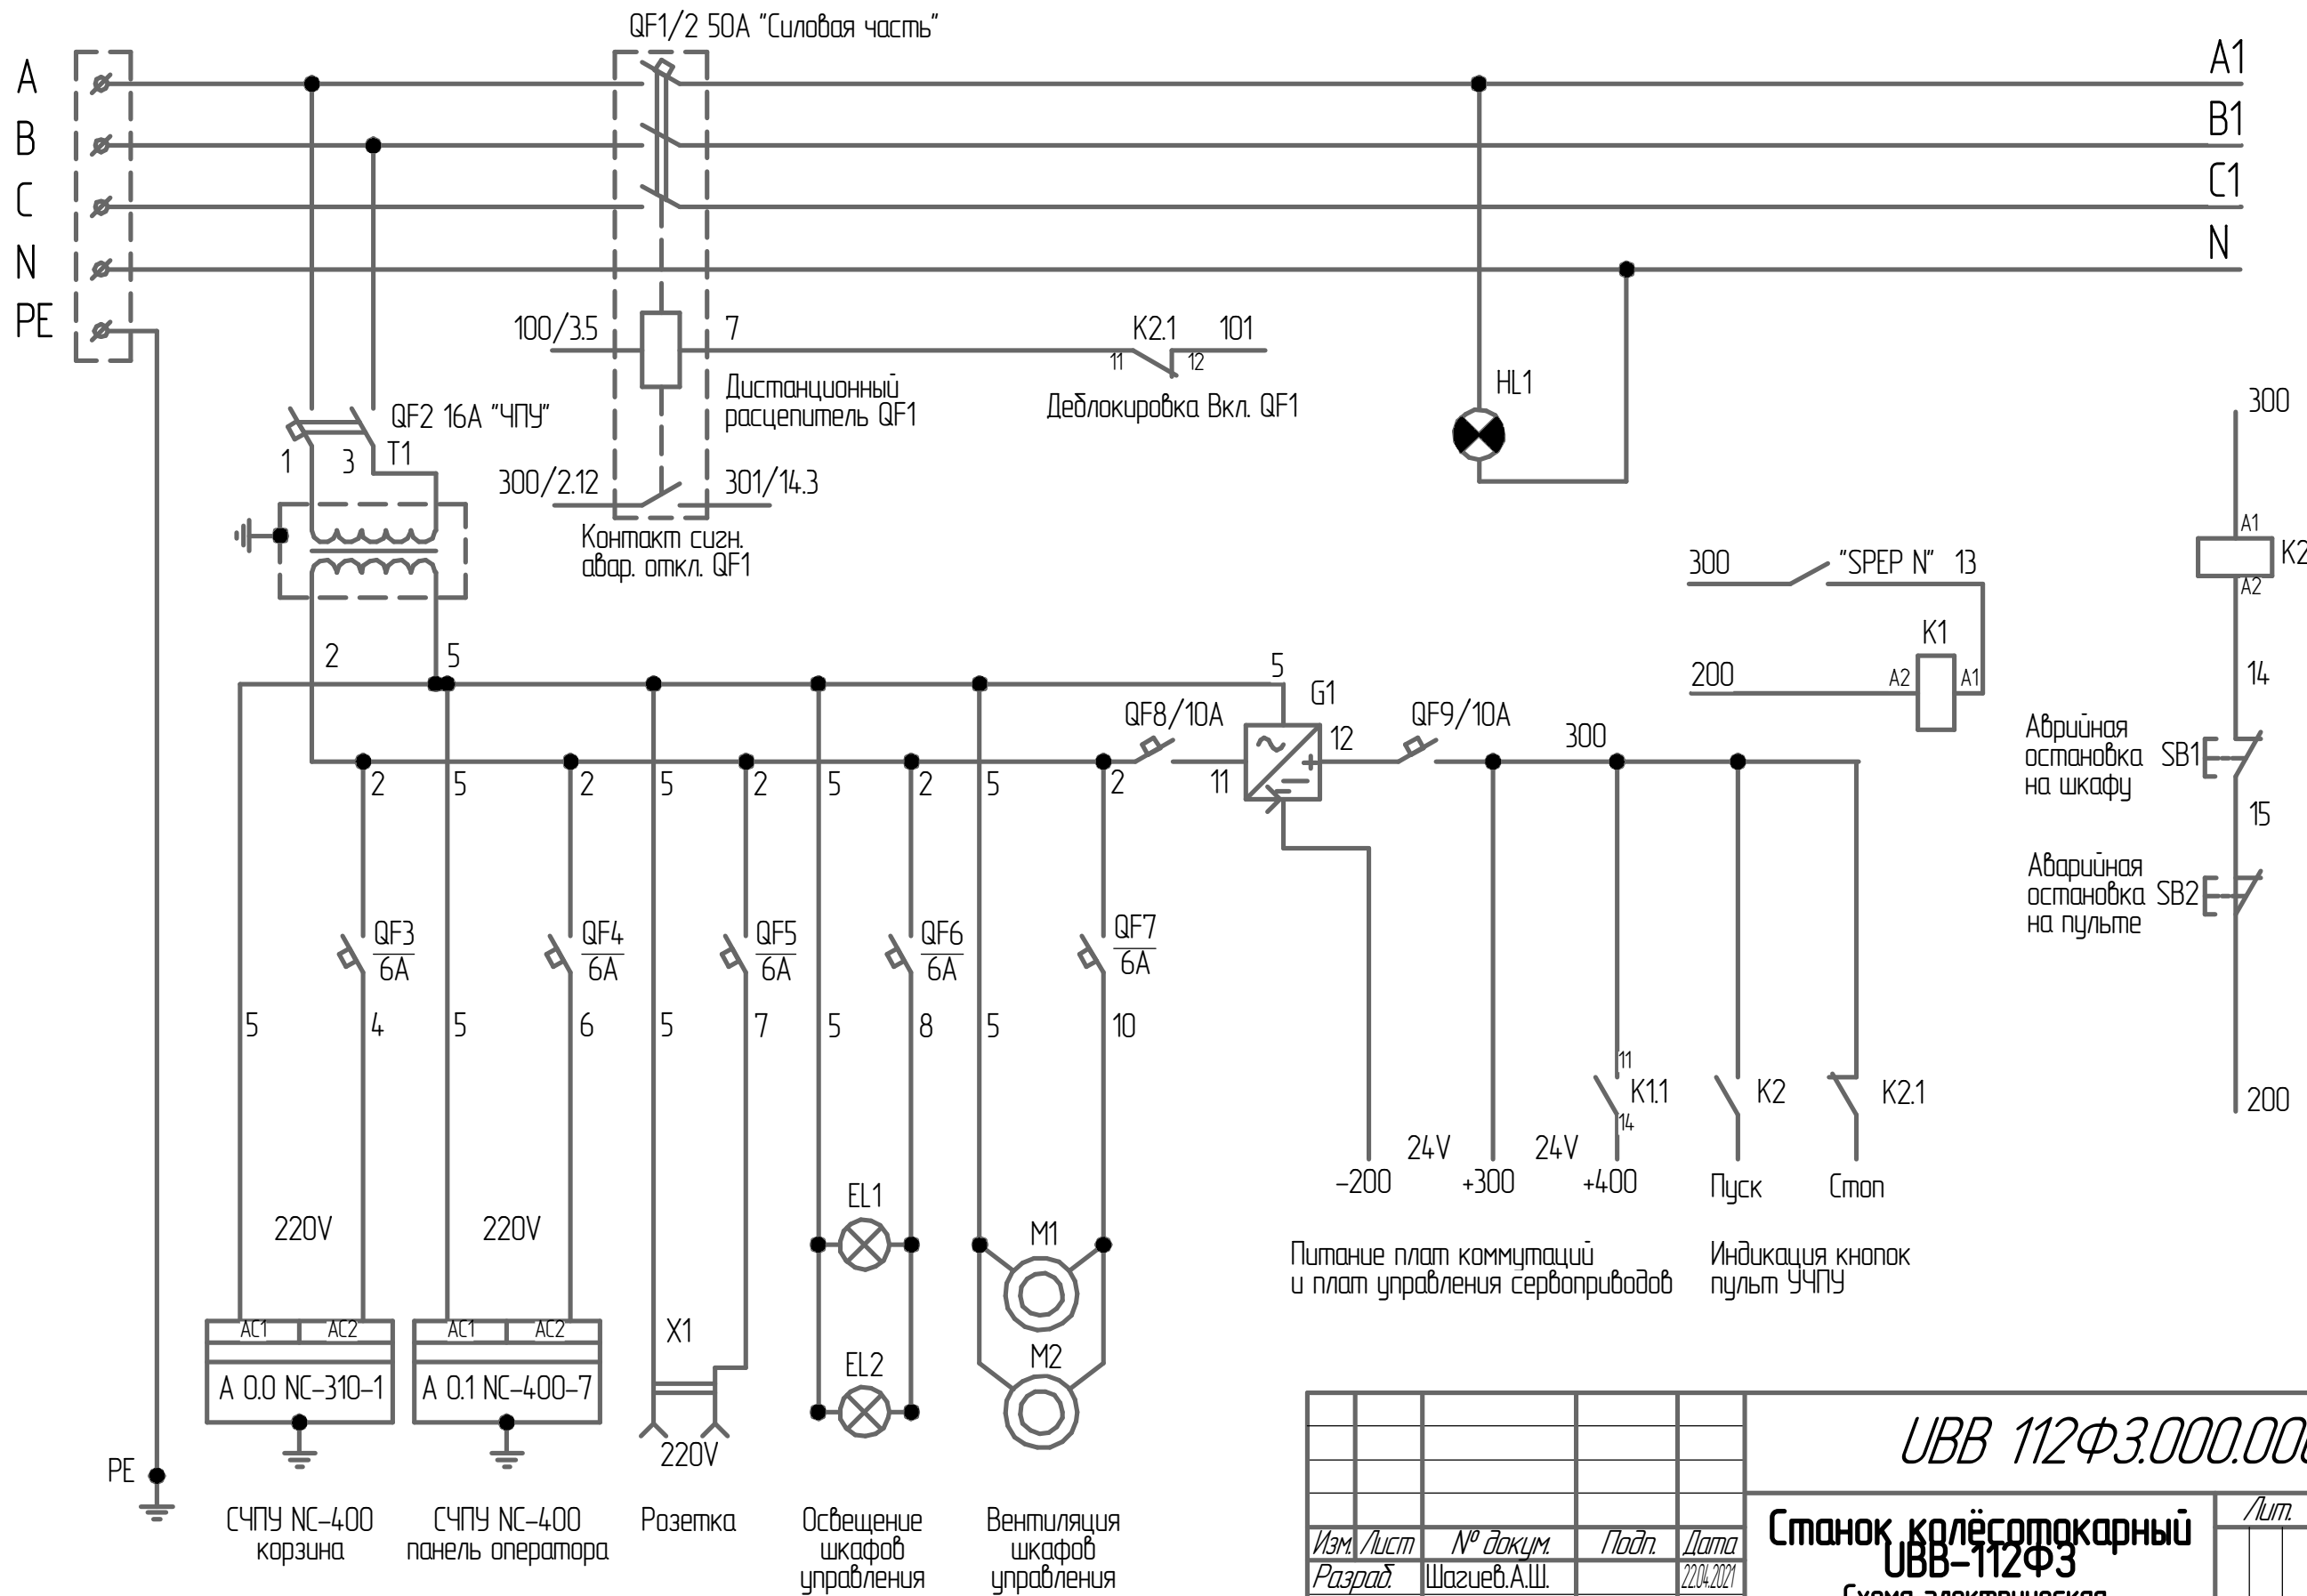 QF1/2 50A "Силовая часть"
A
A1
B
B1
C
C1
N
N
PE
100/3.5
7
K2.1
101
11
12
Дистанционный
расцепитель QF1
Деблокировка Вкл. QF1
HL1
300
QF2 16A "ЧПУ"
1
3
T1
300/2.12
301/14.3
Контакт сигн.
авар. откл. QF1
A1
K2
A2
300
"SPEP N"
13
K1
200
A2
A1
14
2
5
5
G1
QF8/10A
QF9/10A
12
300
11
Аврийная
остановка
на шкафу
SB1
15
2
5
2
5
2
5
2
5
2
Аварийная
остановка
на пульте
SB2
QF3
6A
QF4
6A
QF5
6A
QF6
6A
QF7
6A
5
4
5
6
5
7
5
8
5
10
11
K1.1
14
K2
K2.1
200
24V
24V
-200
+300
+400
Пуск
Стоп
220V
220V
EL1
M1
Питание плат коммутаций
и плат управления сервоприводов
Индикация кнопок
пульт УЧПУ
AC1
AC2
AC1
AC2
X1
EL2
M2
A 0.0 NC-310-1
A 0.1 NC-400-7
220V
PE
СЧПУ NC-400
корзина
СЧПУ NC-400
панель оператора
Розетка
Освещение
шкафов
управления
Вентиляция
шкафов
управления
UBB 112Ф3.000.000
Станок колёсотокарный
UBB-112Ф3
Схема электрическая
Лит.
Изм.
Лист
№ докум.
Подп.
Дата
Разраб.
Шагиев.А.Ш.
22.04.2021